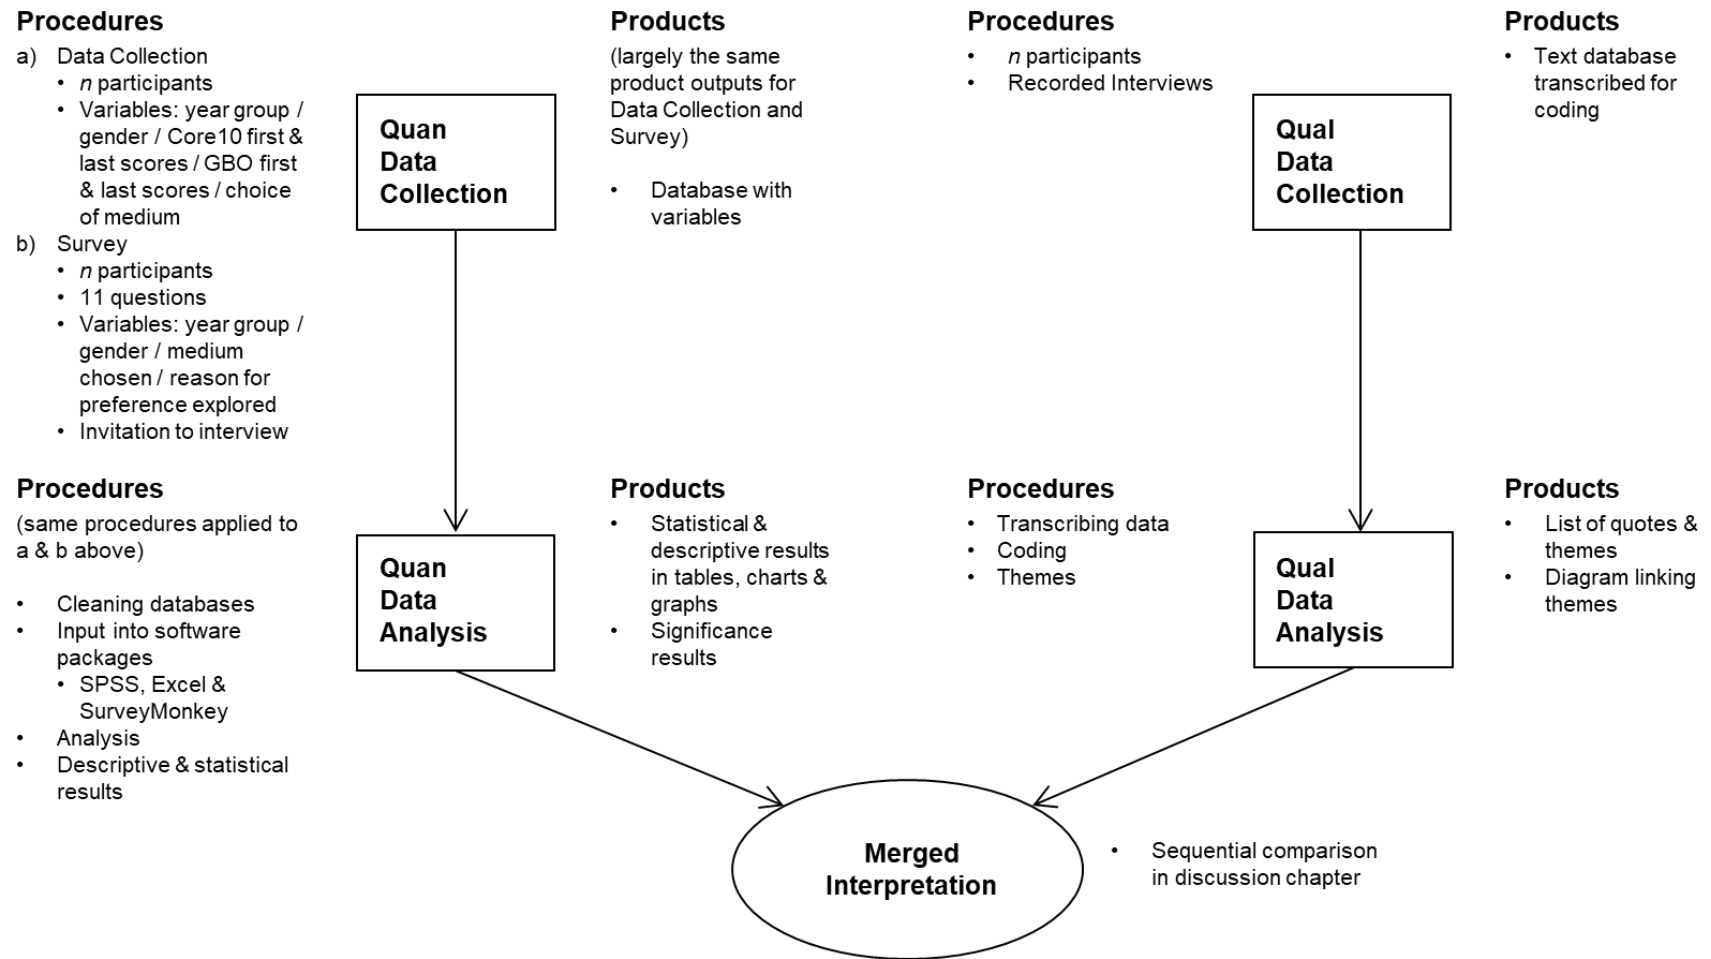 Procedures
a) Data Collection
• n participants
• Variables: year group /
gender / Core10 first &
last scores / GBO first
& last scores / choice
of medium
b) Survey
• n participants
• 11 questions
• Variables: year group /
gender / medium
chosen / reason for
preference explored
• Invitation to interview
Quan
Data
Collection
Products
(largely the same
product outputs for
Data Collection and
Survey)
• Database with
variables
Procedures
• n participants
• Recorded Interviews
Qual
Data
Collection
Products
• Text database
transcribed for
coding
Procedures
(same procedures applied to
a & b above)
• Cleaning databases
• Input into software
packages
• SPSS, Excel &
SurveyMonkey
• Analysis
• Descriptive & statistical
results
Quan
Data
Analysis
Products
• Statistical &
descriptive results
in tables, charts &
graphs
• Significance
results
Procedures
• Transcribing data
• Coding
• Themes
Qual
Data
Analysis
Products
• List of quotes &
themes
• Diagram linking
themes
Merged
Interpretation
• Sequential comparison
in discussion chapter